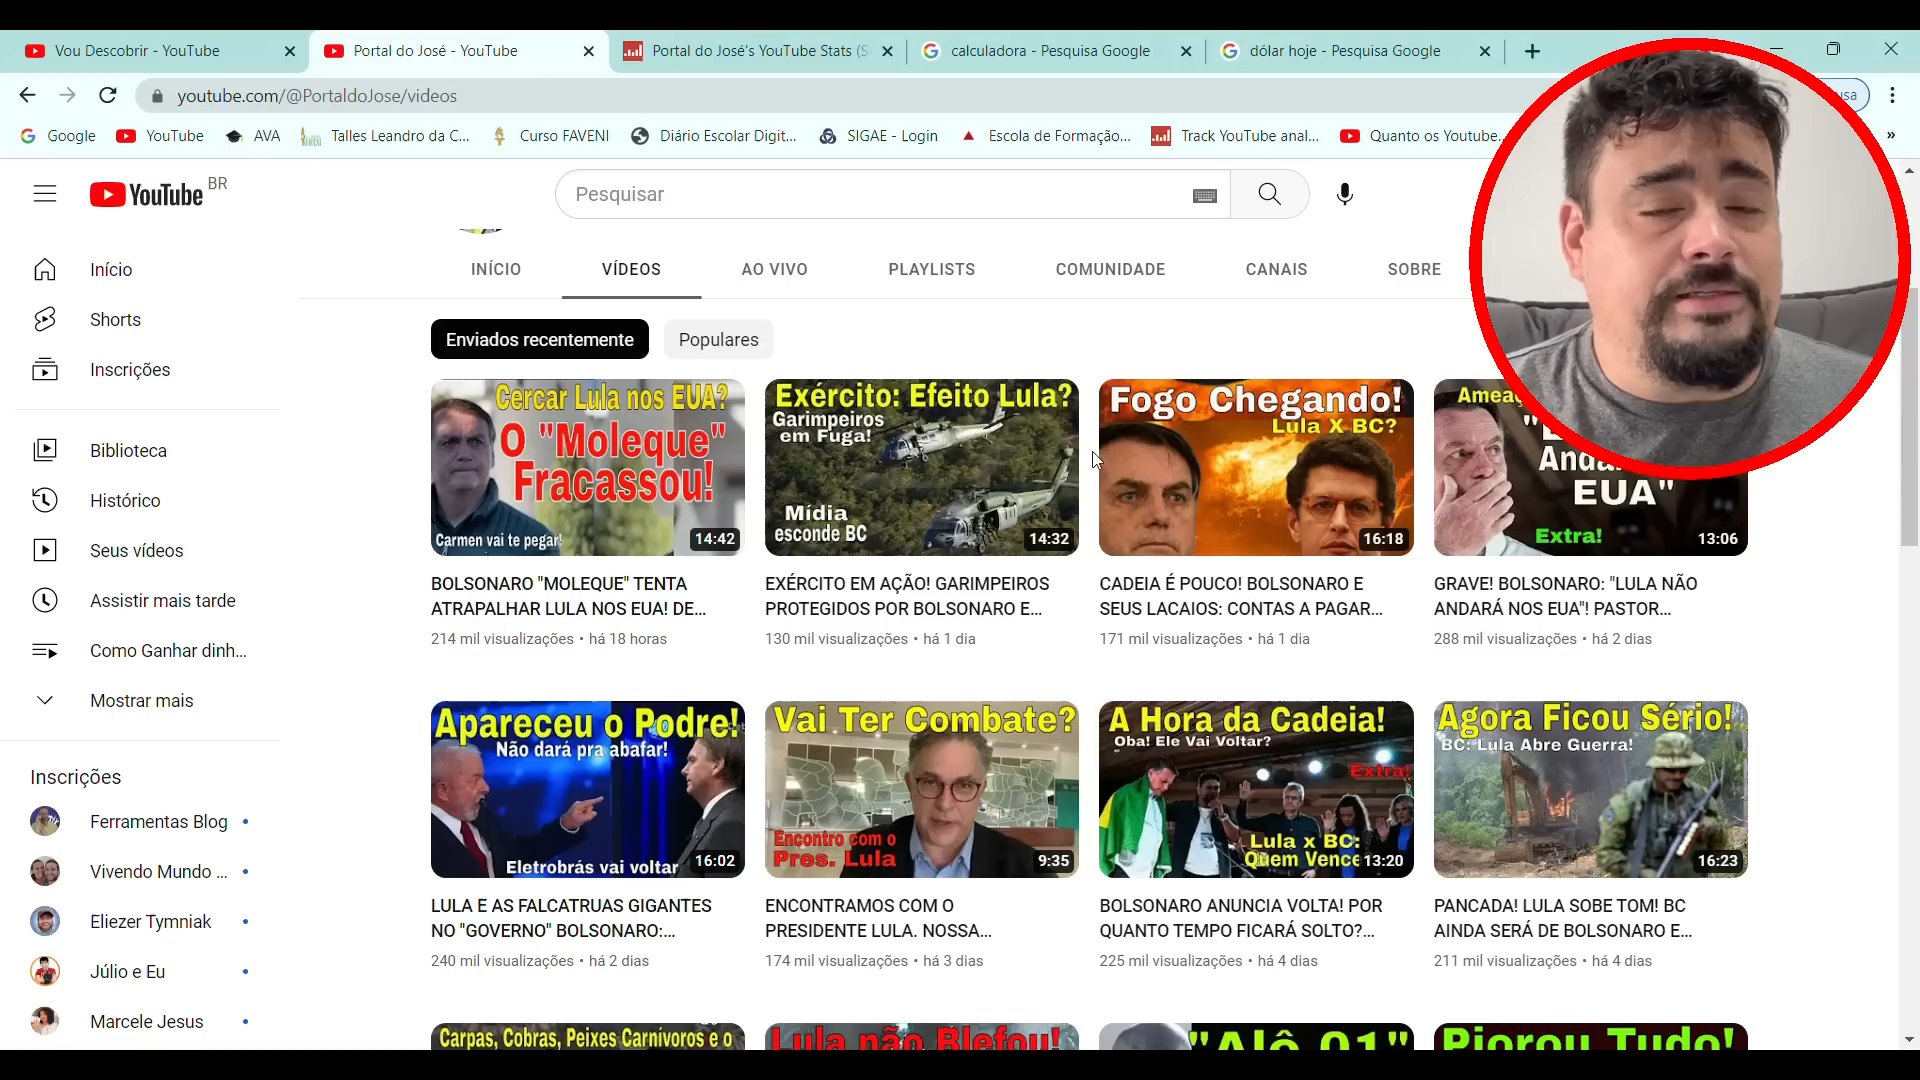 Vou Descobrir - YouTube
Portal do José - YouTube
Portal do José's YouTube Stats (S
calculadora - Pesquisa Google
dólar hoje - Pesquisa Google
youtube.com/@PortaldoJose/videos
Google
YouTube
AVA
Talles Leandro da C...
Curso FAVENI
Diário Escolar Digit...
SIGAE - Login
Escola de Formação...
Track YouTube anal...
Quanto os Youtube...
YouTube BR
Pesquisar
INÍCIO
VÍDEOS
AO VIVO
PLAYLISTS
COMUNIDADE
CANAIS
SOBRE
Início
Shorts
Inscrições
Biblioteca
Histórico
Seus vídeos
Assistir mais tarde
Como Ganhar dinh...
Mostrar mais
Inscrições
Ferramentas Blog
Vivendo Mundo ...
Eliezer Tymniak
Júlio e Eu
Marcele Jesus
Enviados recentemente
Populares
Cercar Lula nos EUA?
O "Moleque"
Fracassou!
Carmen vai te pegar!
14:42
BOLSONARO "MOLEQUE" TENTA
ATRAPALHAR LULA NOS EUA! DE...
214 mil visualizações • há 18 horas
Exército: Efeito Lula?
Garimpeiros
em Fuga!
Mídia
esconde BC
14:32
EXÉRCITO EM AÇÃO! GARIMPEIROS
PROTEGIDOS POR BOLSONARO E...
130 mil visualizações • há 1 dia
Fogo Chegando!
Lula X BC?
16:18
CADEIA É POUCO! BOLSONARO E
SEUS LACAIOS: CONTAS A PAGAR...
171 mil visualizações • há 1 dia
EUA"
Extra!
13:06
GRAVE! BOLSONARO: "LULA NÃO
ANDARÁ NOS EUA"! PASTOR...
288 mil visualizações • há 2 dias
Apareceu o Podre!
Não dará pra abafar!
Eletrobrás vai voltar
16:02
LULA E AS FALCATRUAS GIGANTES
NO "GOVERNO" BOLSONARO:...
240 mil visualizações • há 2 dias
Vai Ter Combate?
Encontro com o
Pres. Lula
9:35
ENCONTRAMOS COM O
PRESIDENTE LULA. NOSSA...
174 mil visualizações • há 3 dias
A Hora da Cadeia!
Oba! Ele Vai Voltar?
Extra!
Lula x BC:
Quem Vence
13:20
BOLSONARO ANUNCIA VOLTA! POR
QUANTO TEMPO FICARÁ SOLTO?...
225 mil visualizações • há 4 dias
Agora Ficou Sério!
BC: Lula Abre Guerra!
16:23
PANCADA! LULA SOBE TOM! BC
AINDA SERÁ DE BOLSONARO E...
211 mil visualizações • há 4 dias
Carpas, Cobras, Peixes Carnívoros e o
Lula não Blefou!
"Alô 01"
Piorou Tudo!